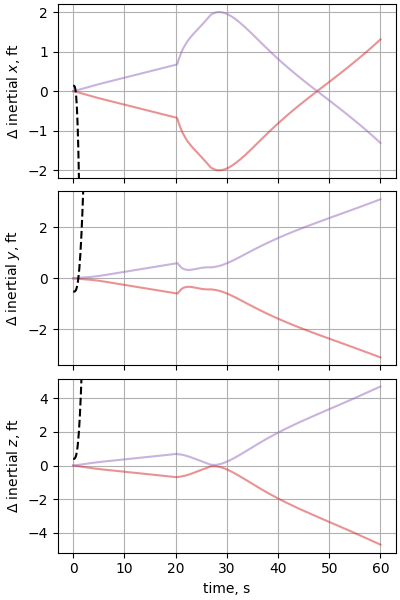 2
1
0
−1
−2
Δ inertial x, ft
2
0
−2
Δ inertial y, ft
4
2
0
−2
−4
Δ inertial z, ft
0 10 20 30 40 50 60
time, s